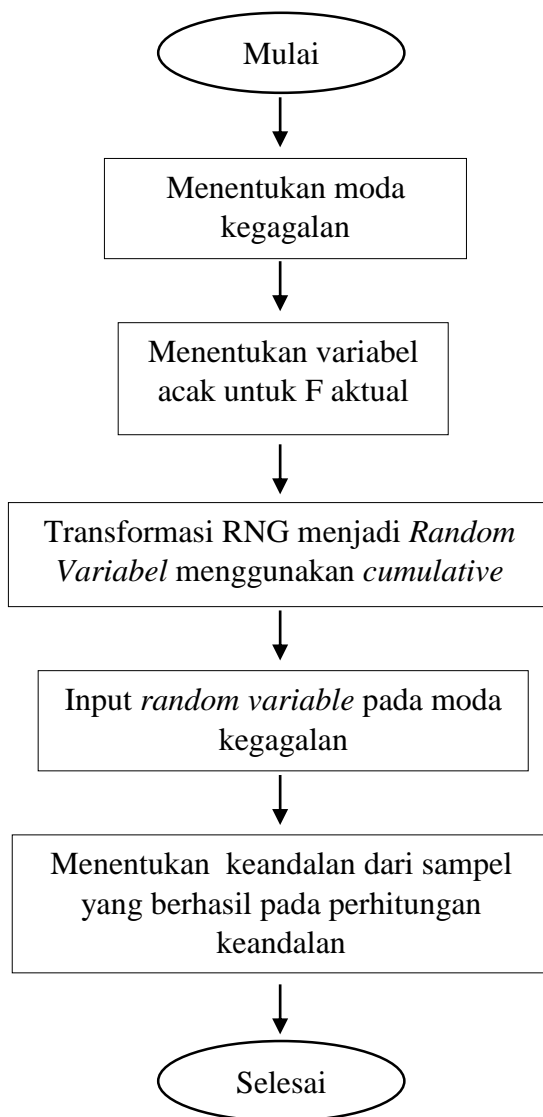 Mulai
Menentukan moda
kegagalan
Menentukan variabel
acak untuk F aktual
Transformasi RNG menjadi Random
Variabel menggunakan cumulative
Input random variable pada moda
kegagalan
Menentukan keandalan dari sampel
yang berhasil pada perhitungan
keandalan
Selesai